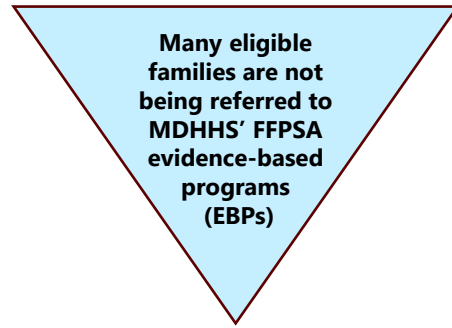 Many eligible
families are not
being referred to
MDHHS’ FFPSA
evidence-based
programs
(EBPs)